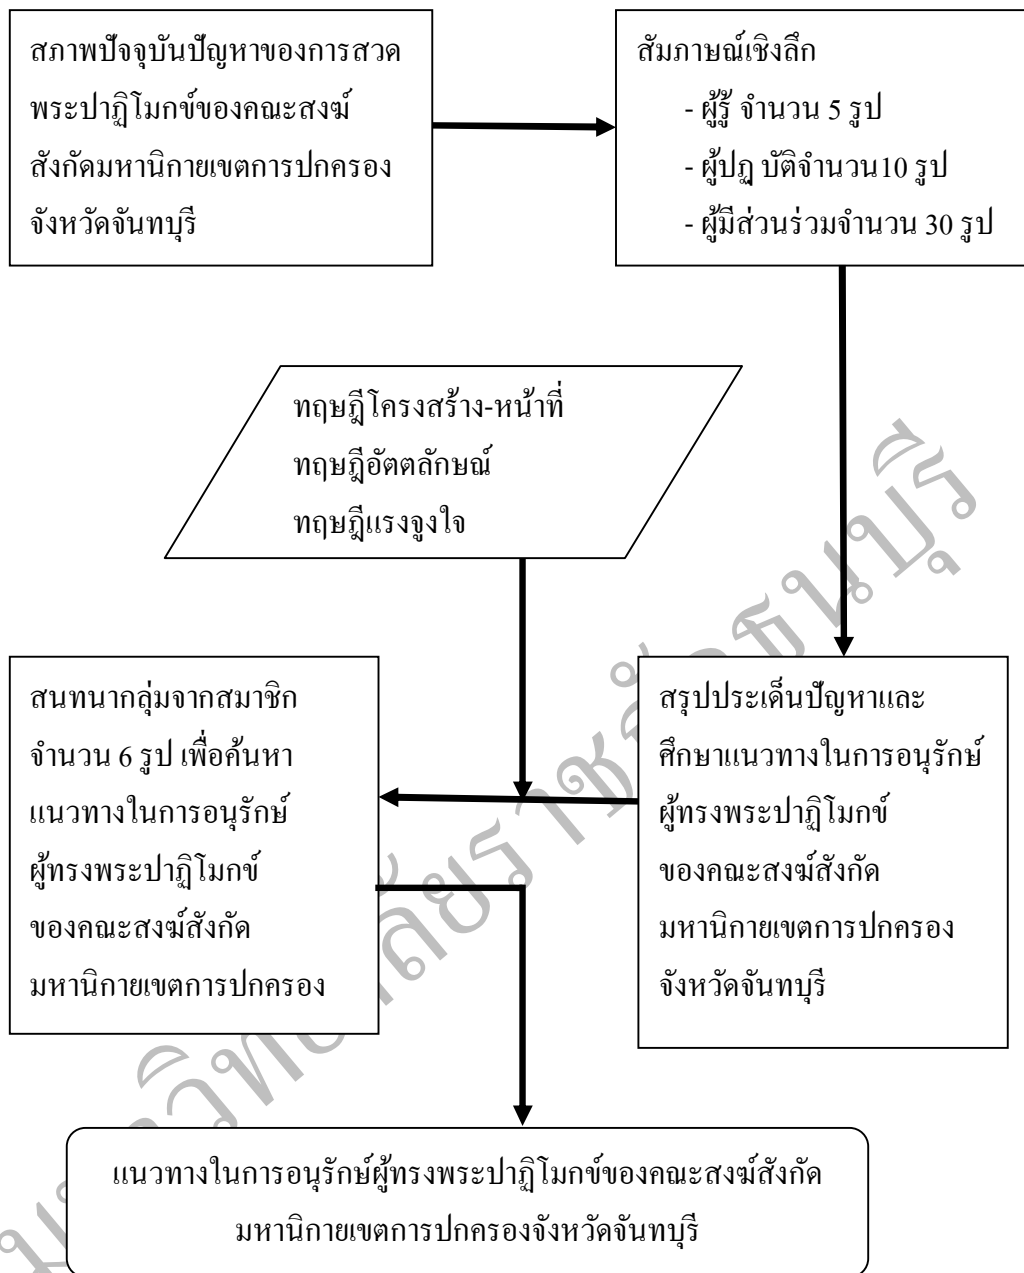 สภาพปัจจุบันปัญหาของการสวด
พระปาฏิโมกข์ของคณะสงฆ์
สังกัดมหานิกายเขตการปกครอง
จังหวัดจันทบุรี
สัมภาษณ์เชิงลึก
- ผู้รู้ จำนวน 5 รูป
- ผู้ปฏ บัติจำนวน10 รูป
- ผู้มีส่วนร่วมจำนวน 30 รูป
ทฤษฎีโครงสร้าง-หน้าที่
ทฤษฎีอัตตลักษณ์
ทฤษฎีแรงจูงใจ
สนทนากลุ่มจากสมาชิก
จำนวน 6 รูป เพื่อค้นหา
แนวทางในการอนุรักษ์
ผู้ทรงพระปาฏิโมกข์
ของคณะสงฆ์สังกัด
มหานิกายเขตการปกครอง
สรุปประเด็นปัญหาและ
ศึกษาแนวทางในการอนุรักษ์
ผู้ทรงพระปาฏิโมกข์
ของคณะสงฆ์สังกัด
มหานิกายเขตการปกครอง
จังหวัดจันทบุรี
แนวทางในการอนุรักษ์ผู้ทรงพระปาฏิโมกข์ของคณะสงฆ์สังกัด
มหานิกายเขตการปกครองจังหวัดจันทบุรี